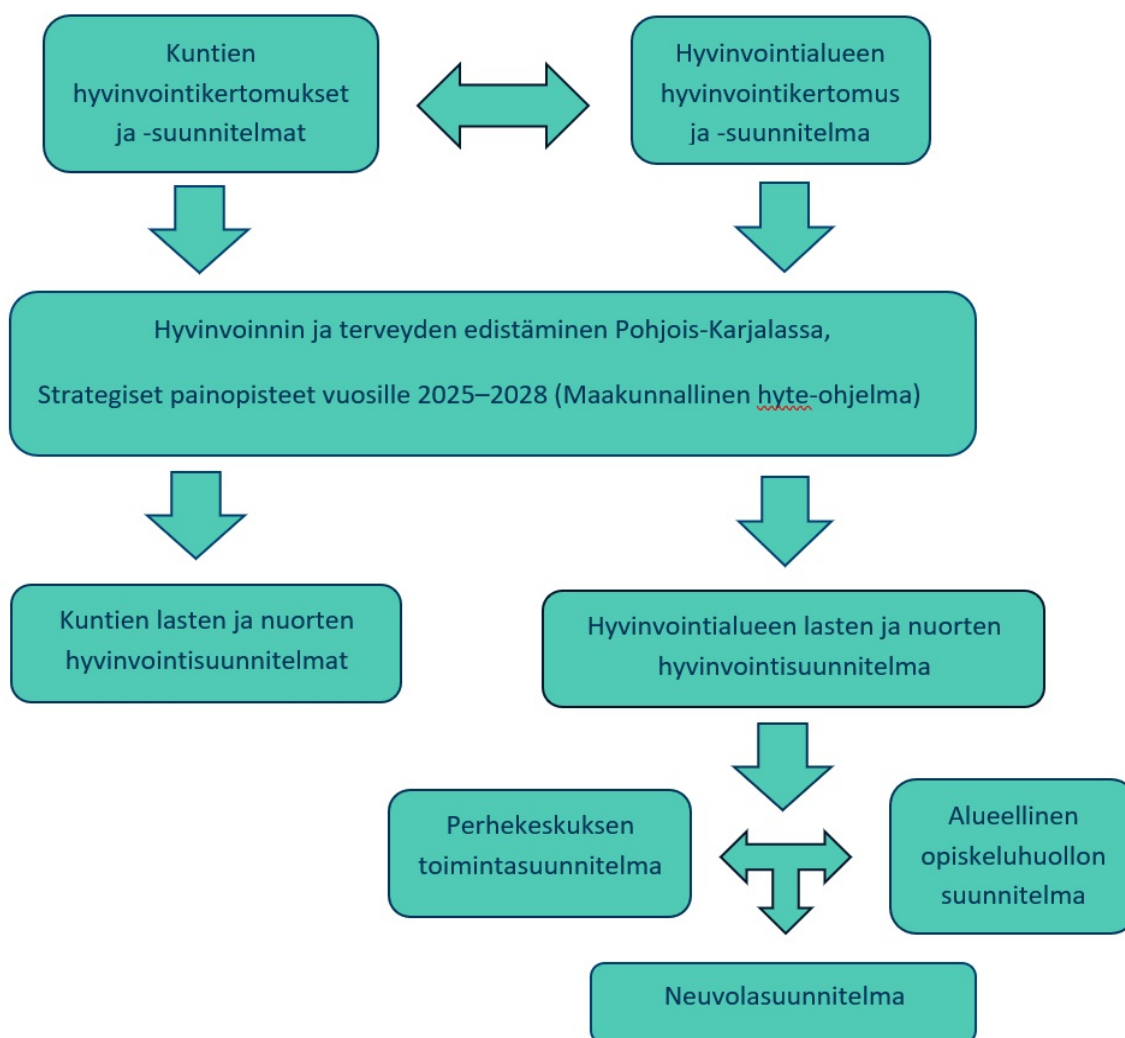 Kuntien
hyvinvointikertomukset
ja -suunnitelmat
Hyvinvointialueen
hyvinvointikertomus
ja -suunnitelma
Hyvinvoinnin ja terveyden edistäminen Pohjois-Karjalassa,
Strategiset painopisteet vuosille 2025–2028 (Maakunnallinen hyte-ohjelma)
Kuntien lasten ja nuorten
hyvinvointisuunnitelmat
Hyvinvointialueen lasten ja nuorten
hyvinvointisuunnitelma
Perhekeskuksen
toimintasuunnitelma
Alueellinen
opiskeluhuollon
suunnitelma
Neuvolasuunnitelma